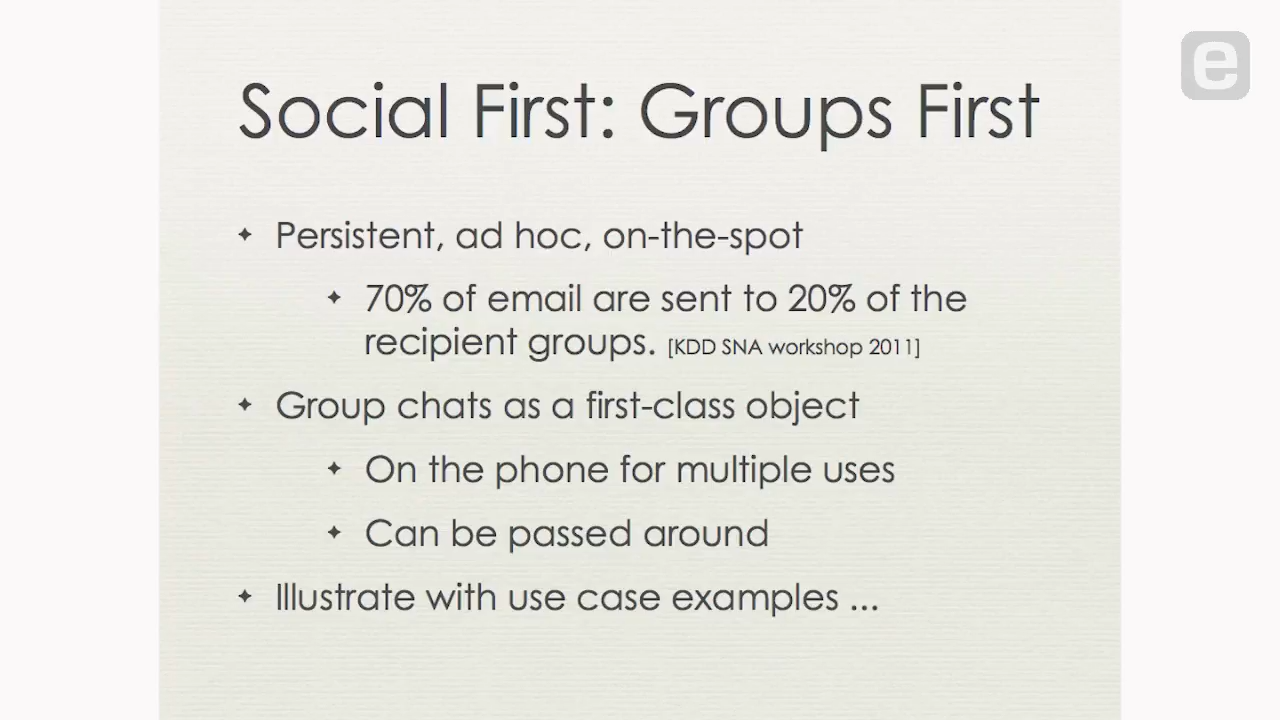 e
Social First: Groups First
✦ Persistent, ad hoc, on-the-spot
✦ 70% of email are sent to 20% of the
recipient groups. [KDD SNA workshop 2011]
✦ Group chats as a first-class object
✦ On the phone for multiple uses
✦ Can be passed around
✦ Illustrate with use case examples ...